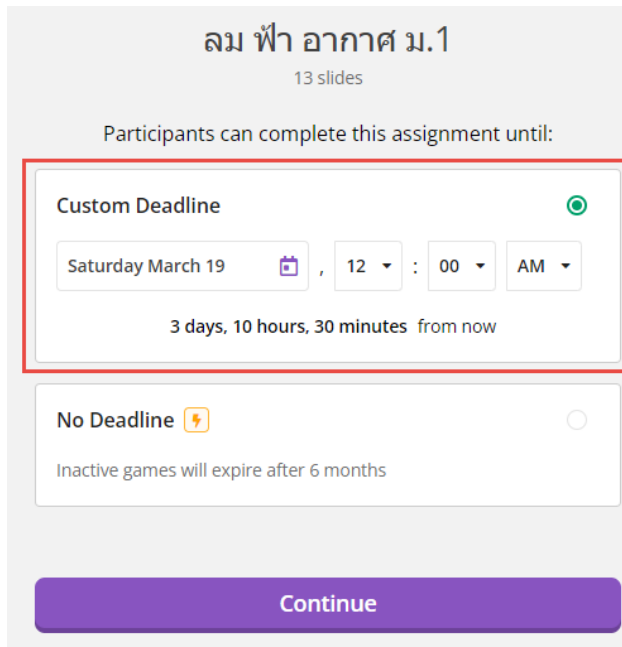 ลม ฟ้า อากาศ ม.1
13 slides
Participants can complete this assignment until:
Custom Deadline
Saturday March 19 , 12 : 00 AM
3 days, 10 hours, 30 minutes from now
No Deadline
Inactive games will expire after 6 months
Continue